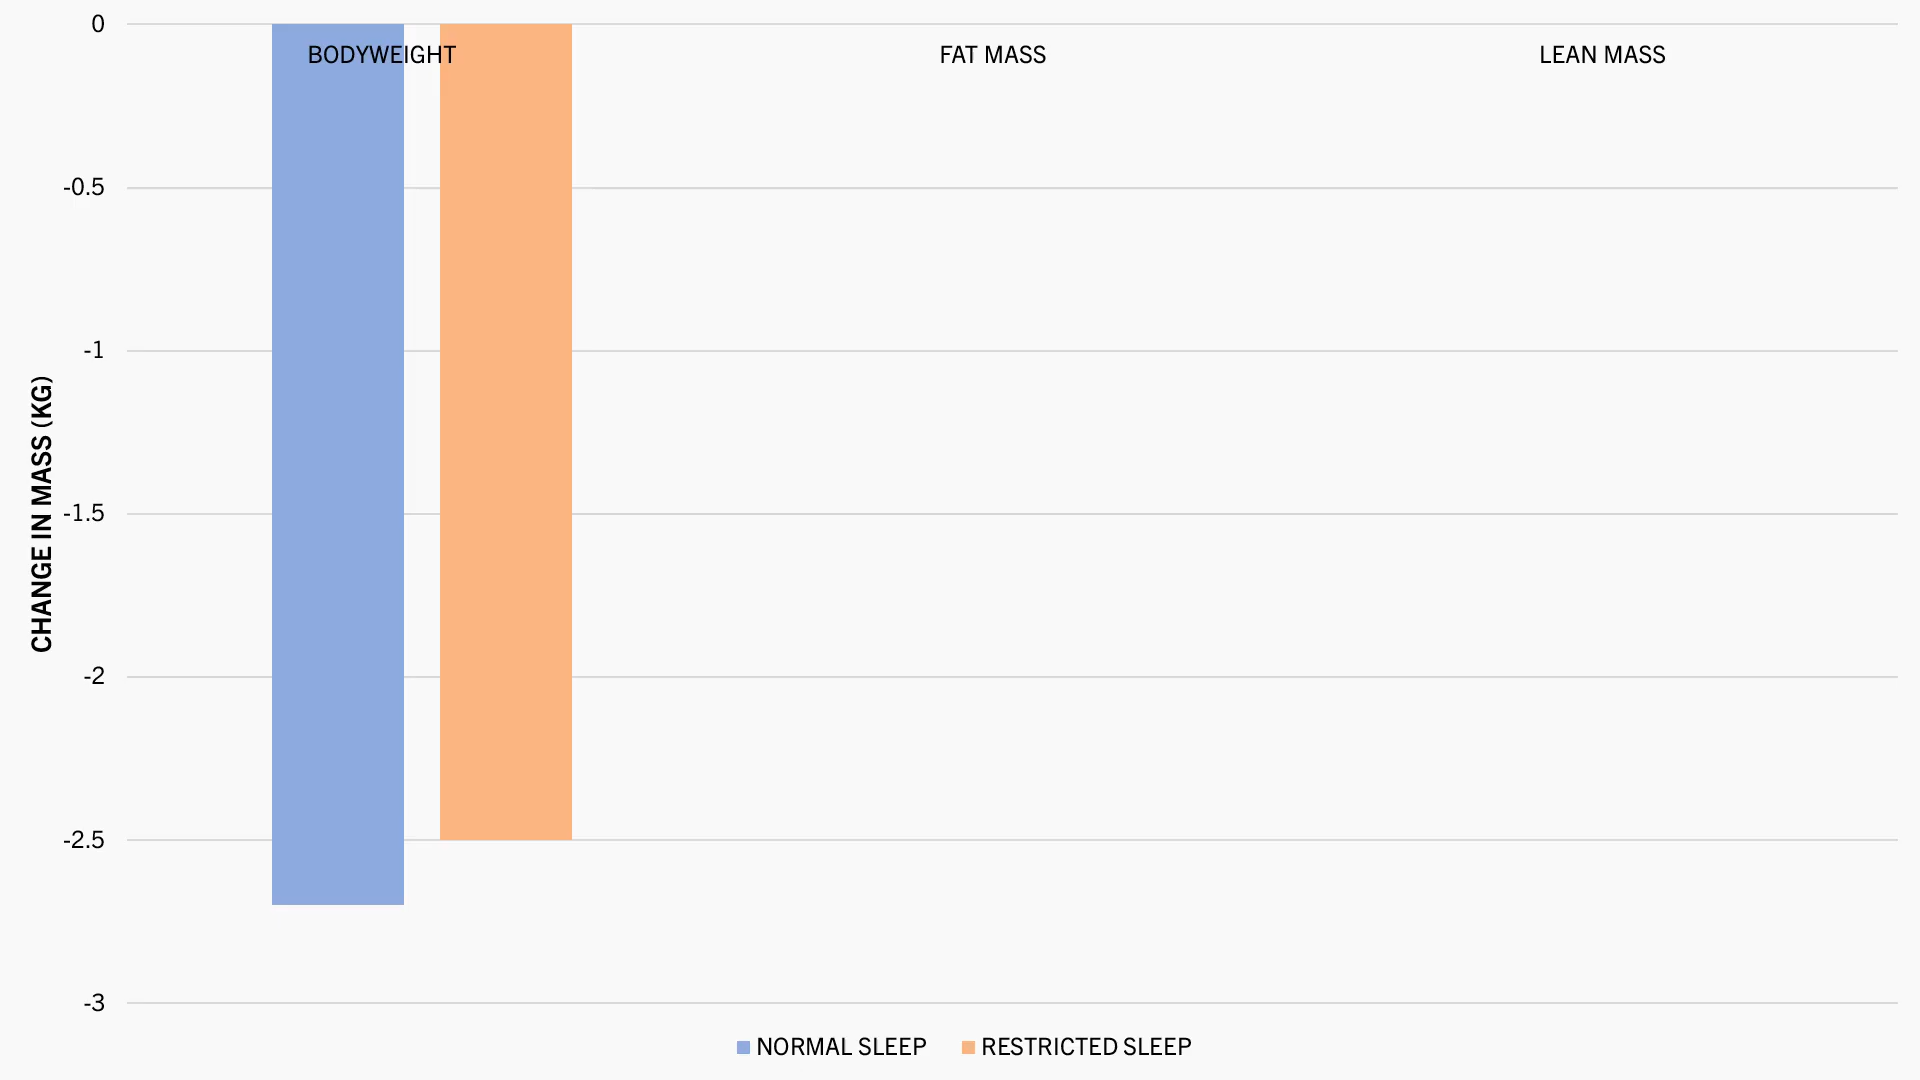 0
BODYWEIGHT
FAT MASS
LEAN MASS
-0.5
-1
-1.5
-2
-2.5
-3
CHANGE IN MASS (KG)
NORMAL SLEEP
RESTRICTED SLEEP